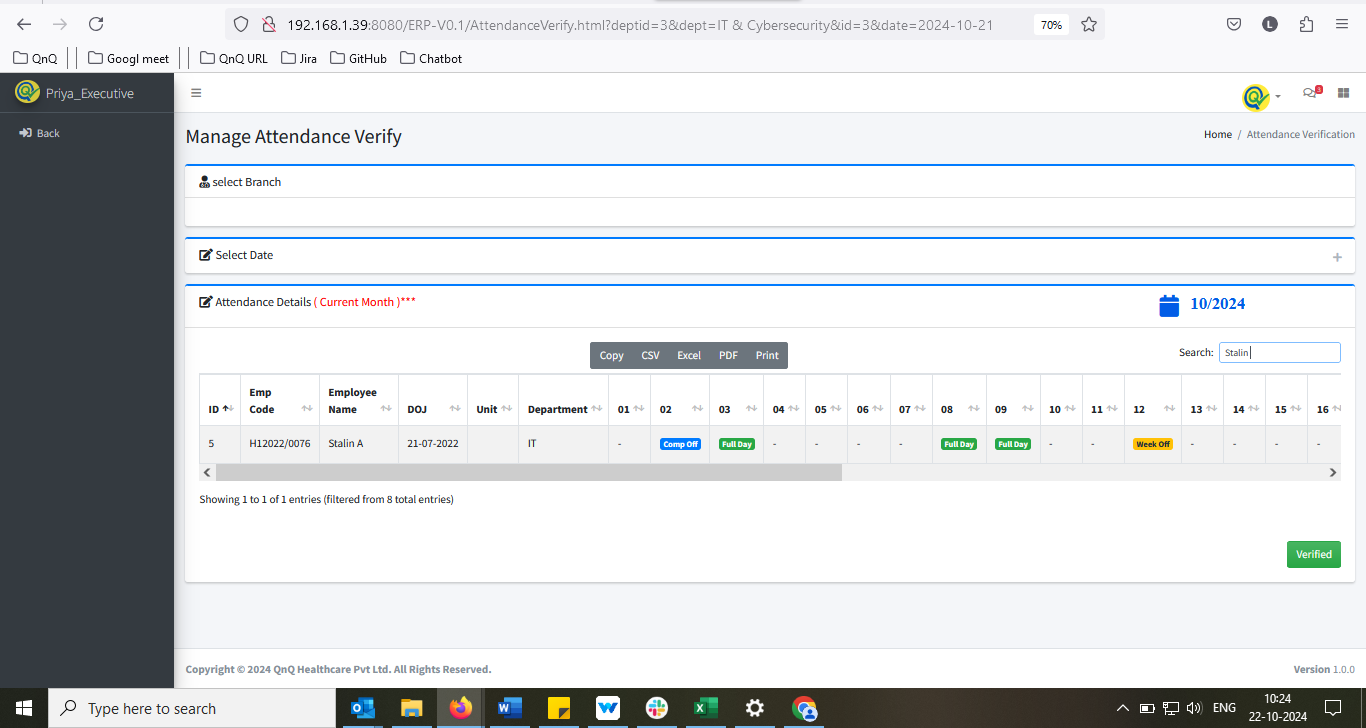 192.168.1.39:8080/ERP-V0.1/AttendanceVerify.html?deptid=3&dept=IT & Cybersecurity&id=3&date=2024-10-21 70% L
QnQ Googl meet QnQ URL Jira GitHub Chatbot
Priya_Executive 3
Back
Manage Attendance Verify Home / Attendance Verification
select Branch
Select Date +
Attendance Details ( Current Month )*** 10/2024
Copy CSV Excel PDF Print Search: Stalin
ID Emp Code Employee Name DOJ Unit Department 01 02 03 04 05 06 07 08 09 10 11 12 13 14 15 16
5 H12022/0076 Stalin A 21-07-2022 IT - Comp Off Full Day - - - - Full Day Full Day - - Week Off - - - -
Showing 1 to 1 of 1 entries (filtered from 8 total entries)
Verified
Copyright © 2024 QnQ Healthcare Pvt Ltd. All Rights Reserved. Version 1.0.0
Type here to search ENG 10:24
22-10-2024